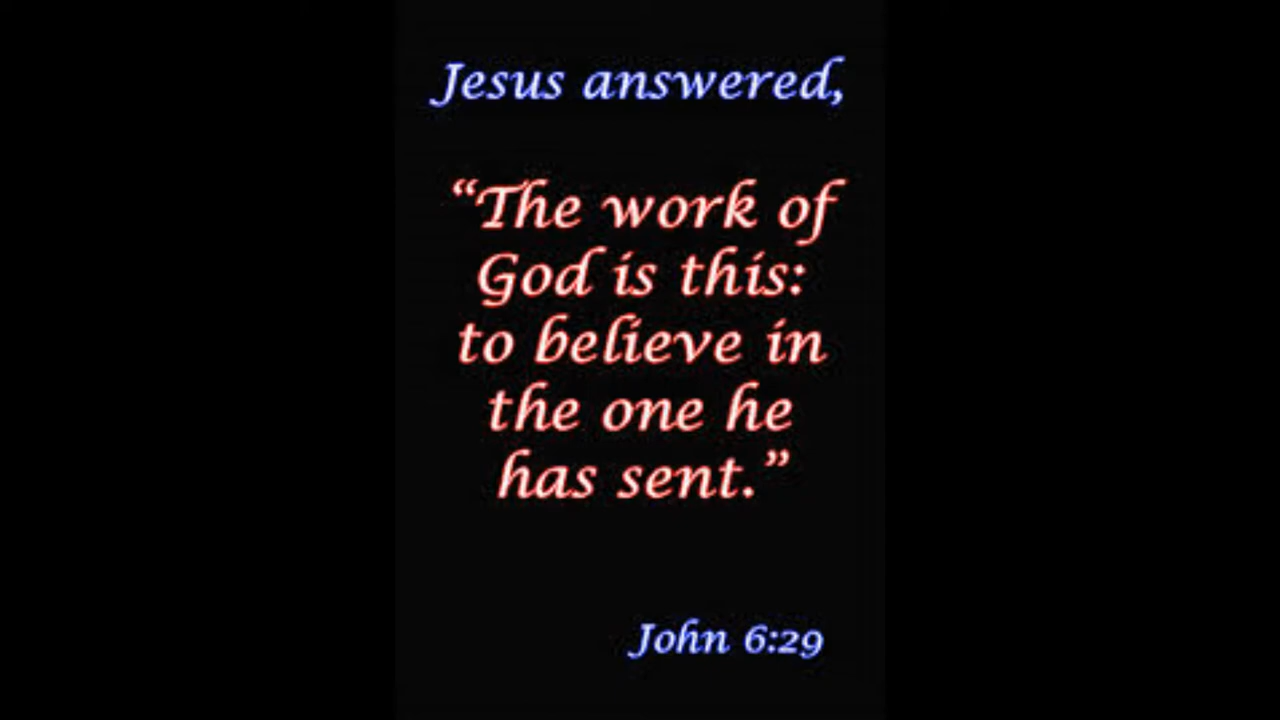 Jesus answered,
“The work of
God is this:
to believe in
the one he
has sent.”
John 6:29